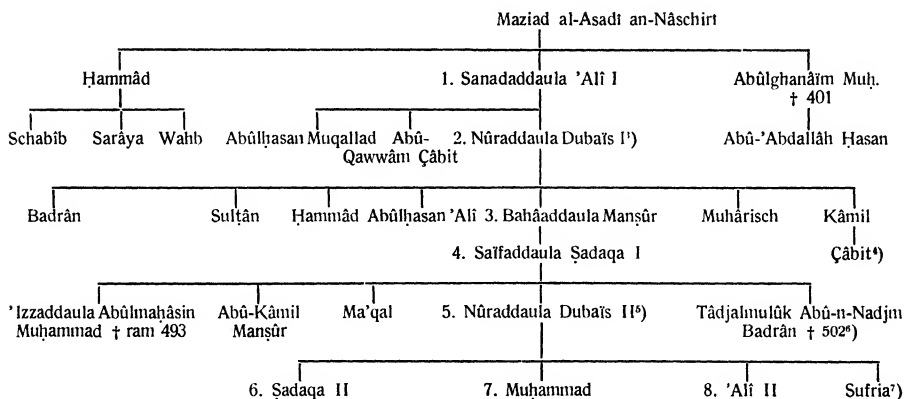 Maziad al-Asadî an-Nâschirî
Ḥammâd 1. Sanadaddaula 'Alî I Abûlghanâïm Muḥ.
† 401
Schabîb Sarâya Wahb Abûlḥasan Muqallad Abû- 2. Nûraddaula Dubaïs I¹) Abû-'Abdallâh Ḥasan
Qawwâm Çâbit
Badrân Sulṭân Ḥammâd Abûlḥasan 'Alî 3. Bahâaddaula Manṣûr Muhârisch Kâmil
4. Saïfaddaula Ṣadaqa I Çâbit⁴)
'Izzaddaula Abûlmaḥâsin Abû-Kâmil Ma'qal 5. Nûraddaula Dubaïs II⁵) Tâdjalmulûk Abû-n-Nadjm
Muḥammad † ram 493 Manṣûr Badrân † 502⁶)
6. Ṣadaqa II 7. Muḥammad 8. 'Alî II Sufria⁷)